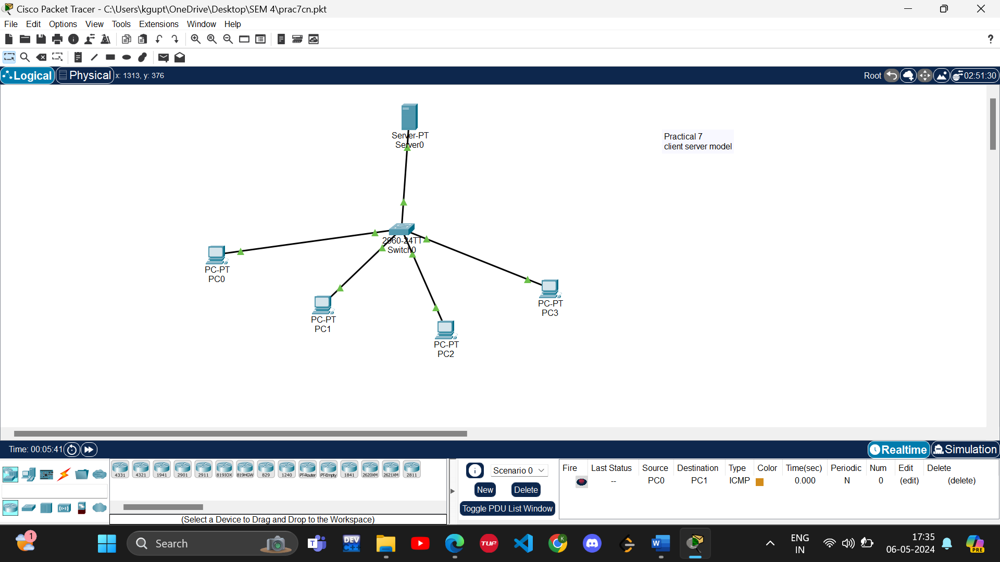 Cisco Packet Tracer - C:\Users\kgupt\OneDrive\Desktop\SEM 4\prac7cn.pkt
File Edit Options View Tools Extensions Window Help
?
Logical Physical x: 1313, y: 376 Root 02:51:30
Server-PT
Server0
Practical 7
client server model
2960-24TT
Switch0
PC-PT
PC0
PC-PT
PC1
PC-PT
PC2
PC-PT
PC3
Time: 00:05:41 Realtime Simulation
4331 4321 1941 2901 2911 819IOX 819HGW 829 1240 PT-Router PT-Empty 1841 2620XM 2621XM 2811
(Select a Device to Drag and Drop to the Workspace)
Scenario 0
New Delete
Toggle PDU List Window
Fire Last Status Source Destination Type Color Time(sec) Periodic Num Edit Delete
-- PC0 PC1 ICMP 0.000 N 0 (edit) (delete)
1
Search
DEV C++
TUF
K
W
ENG
IN
17:35
06-05-2024
PRE